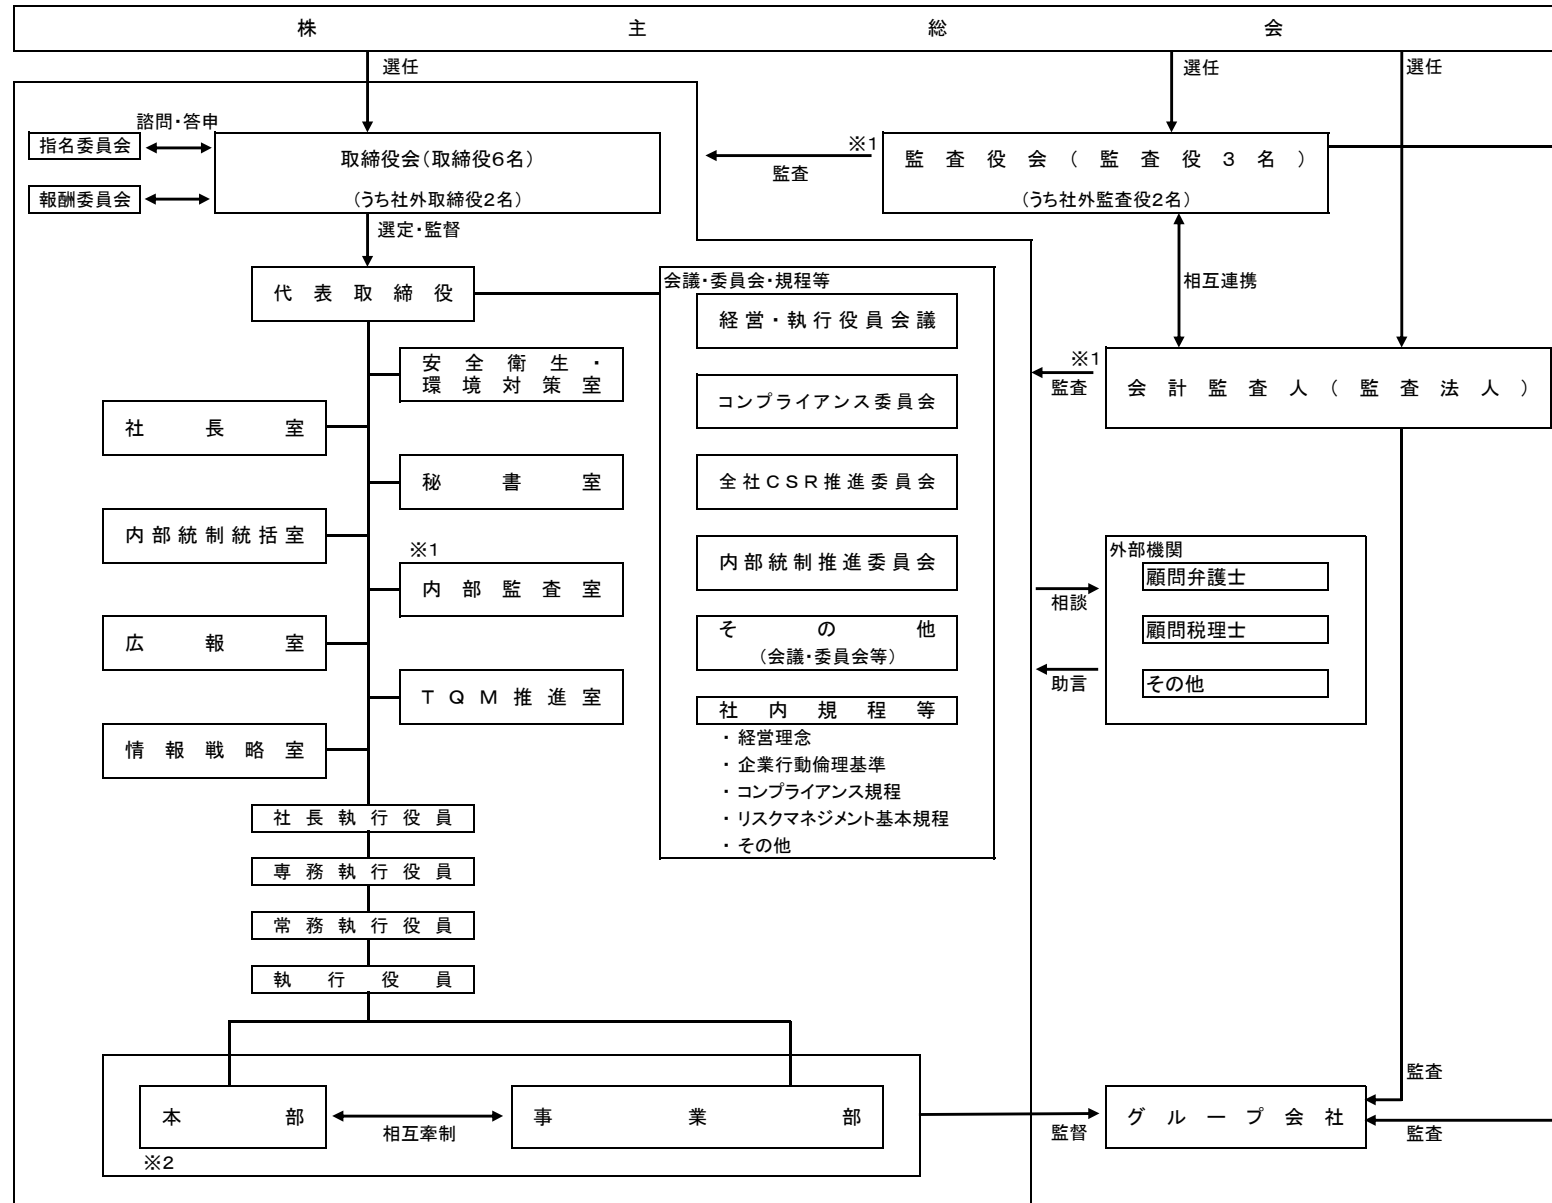 株主総会
選任
選任
選任
諮問・答申
指名委員会
報酬委員会
取締役会(取締役6名)
(うち社外取締役2名)
※1
監査
監査役会(監査役3名)
(うち社外監査役2名)
選定・監督
代表取締役
相互連携
会議・委員会・規程等
経営・執行役員会議
コンプライアンス委員会
全社CSR推進委員会
内部統制推進委員会
その他
(会議・委員会等)
社内規程等
・経営理念
・企業行動倫理基準
・コンプライアンス規程
・リスクマネジメント基本規程
・その他
※1
監査
会計監査人(監査法人)
安全衛生・
環境対策室
社長室
秘書室
内部統制統括室
※1
内部監査室
広報室
TQM推進室
情報戦略室
相談
助言
外部機関
顧問弁護士
顧問税理士
その他
社長執行役員
専務執行役員
常務執行役員
執行役員
本部
相互牽制
事業部
※2
監督
グループ会社
監査
監査